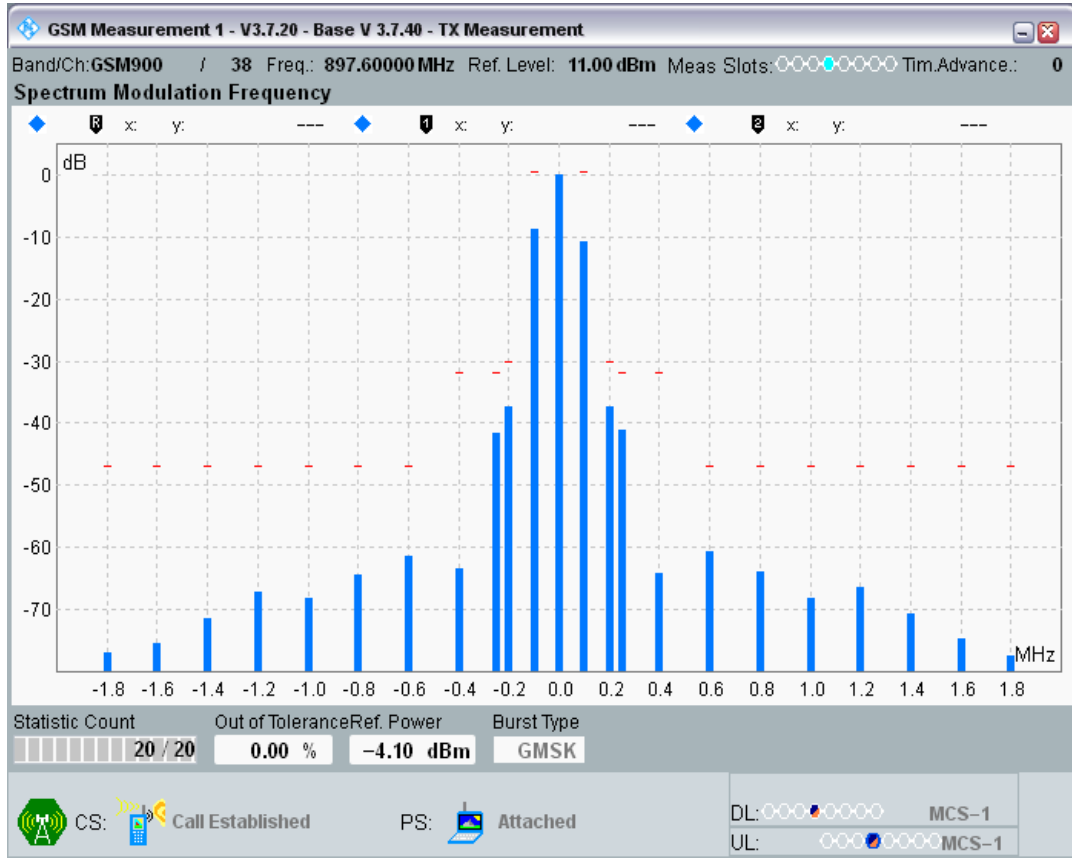 GSM Measurement 1 - V3.7.20 - Base V 3.7.40 - TX Measurement
Band/Ch:GSM900 / 38 Freq.: 897.60000 MHz Ref. Level: 11.00 dBm Meas Slots: Tim.Advance.: 0
Spectrum Modulation Frequency
R x: y: --- 1 x: y: --- 2 x: y: ---
dB
0
-10
-20
-30
-40
-50
-60
-70
MHz
-1.8 -1.6 -1.4 -1.2 -1.0 -0.8 -0.6 -0.4 -0.2 0.0 0.2 0.4 0.6 0.8 1.0 1.2 1.4 1.6 1.8
Statistic Count Out of Tolerance Ref. Power Burst Type
20 / 20 0.00 % −4.10 dBm GMSK
CS: Call Established PS: Attached
DL: MCS−1
UL: MCS−1